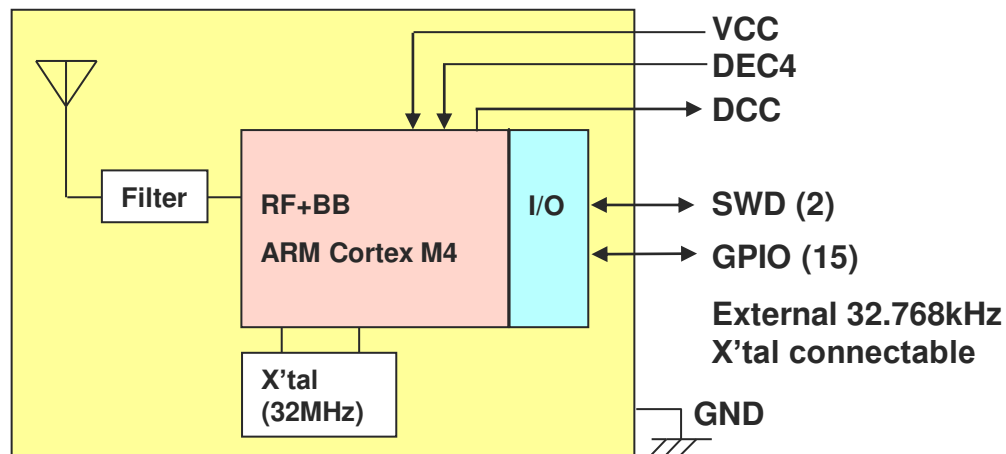 VCC
DEC4
DCC
Filter
RF+BB
ARM Cortex M4
I/O
SWD (2)
GPIO (15)
External 32.768kHz
X'tal connectable
X'tal
(32MHz)
GND